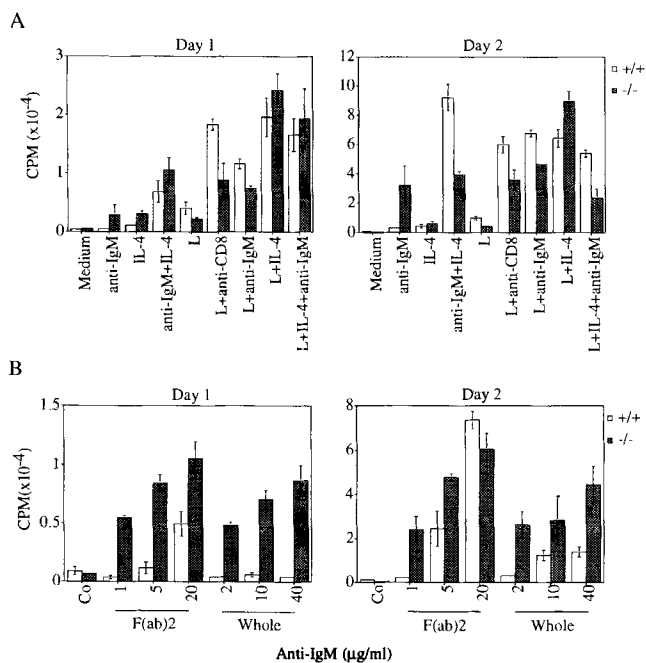 A
Day 1
Day 2
CPM (x10-4)
3
2
1
0
12
10
8
6
4
2
0
+/+
-/-
Medium
anti-IgM
IL-4
anti-IgM+IL-4
L
L+anti-CD8
L+anti-IgM
L+IL-4
L+IL-4+anti-IgM
Medium
anti-IgM
IL-4
anti-IgM+IL-4
L
L+anti-CD8
L+anti-IgM
L+IL-4
L+IL-4+anti-IgM
B
Day 1
Day 2
CPM(x10-4)
1.5
1
0.5
0
8
6
4
2
0
+/+
-/-
Co 1 5 20 2 10 40
Co 1 5 20 2 10 40
F(ab)2 Whole
F(ab)2 Whole
Anti-IgM (μg/ml)